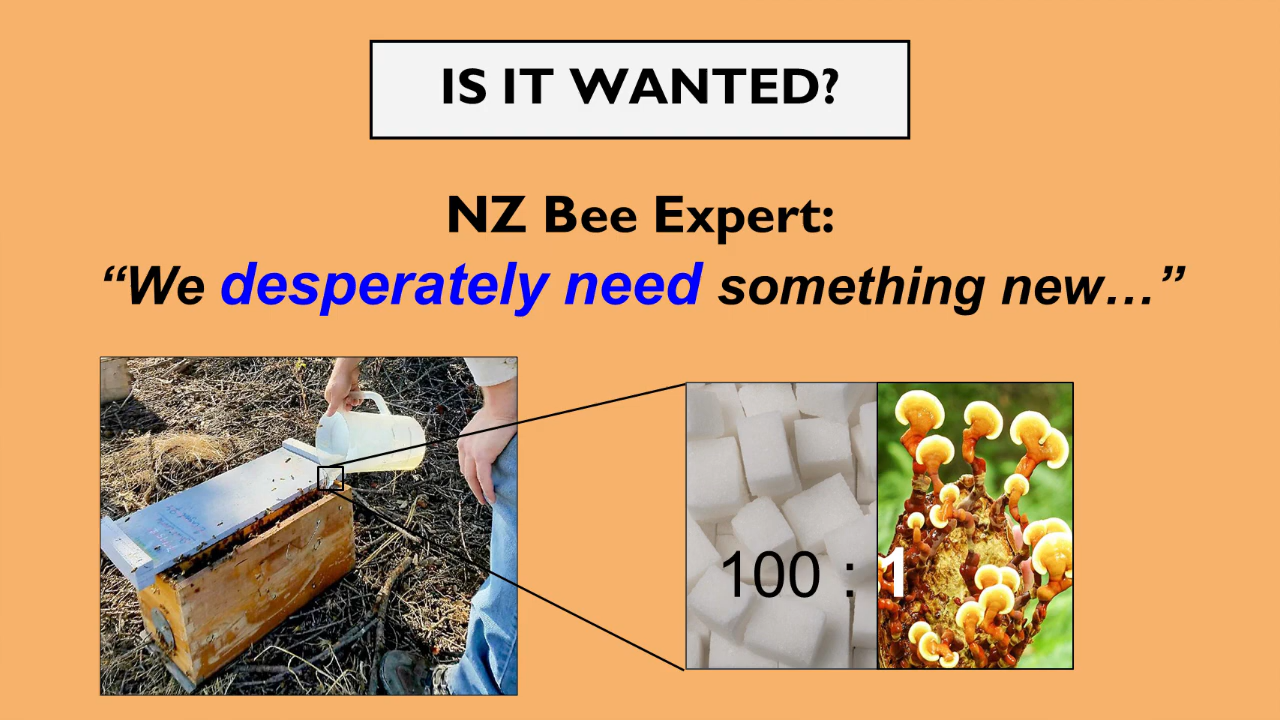 IS IT WANTED?
NZ Bee Expert:
“We desperately need something new…”
100 : 1